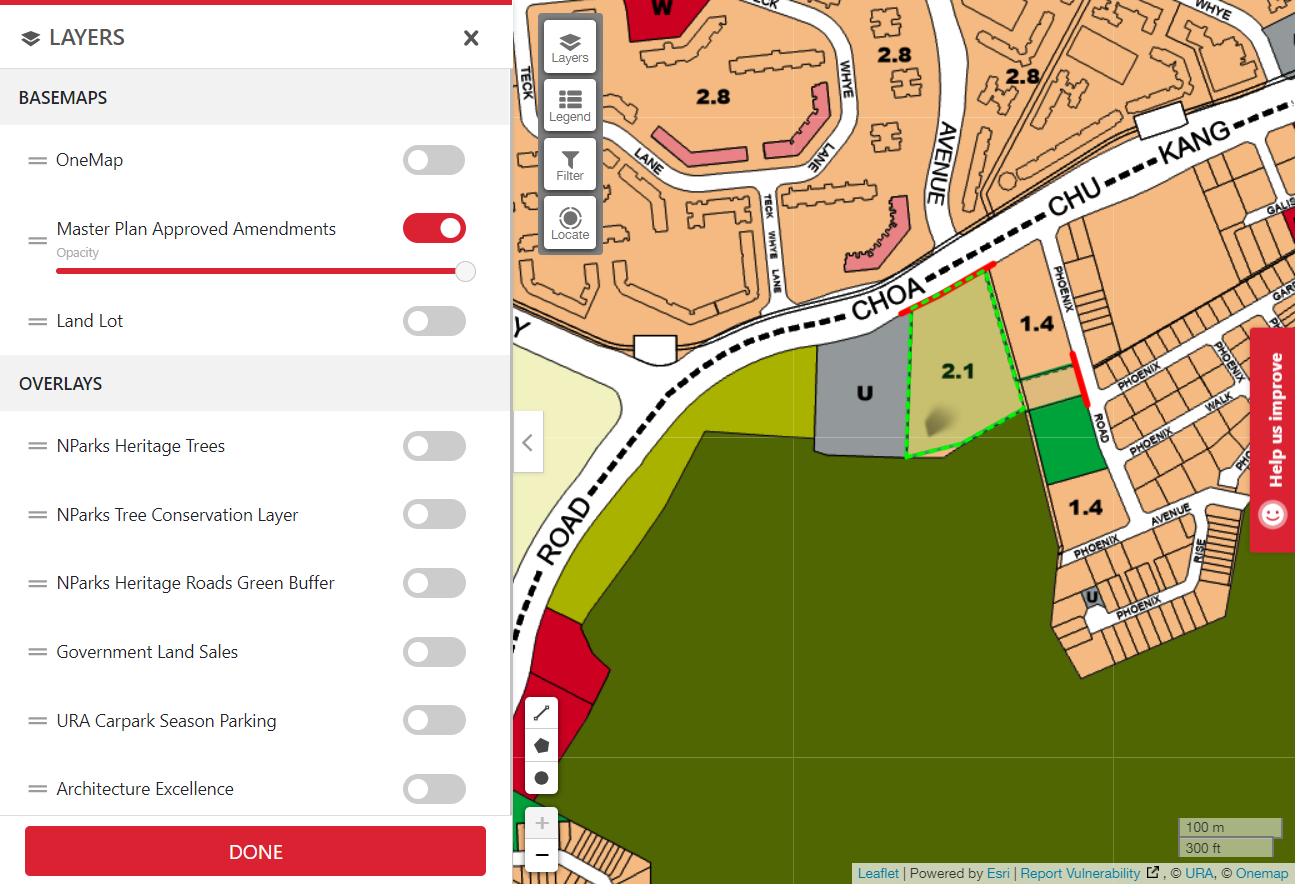 LAYERS
BASEMAPS
OneMap
Master Plan Approved Amendments
Opacity
Land Lot
OVERLAYS
NParks Heritage Trees
NParks Tree Conservation Layer
NParks Heritage Roads Green Buffer
Government Land Sales
URA Carpark Season Parking
Architecture Excellence
DONE
Layers
Legend
Filter
Locate
W
CK
WHYE
TECK
2.8
WHYE
2.8
2.8
LANE
LANE
AVENUE
KANG
CHU
TECK
WHYE
LANE
GALIS
CHOA
PHOENIX
GARD
Y
1.4
2.1
U
PHOENIX
PHOENIX
WALK
ROAD
PHOENIX
PHO
ROAD
1.4
AVENUE
PHOENIX
RISE
U
PHOENIX
Help us improve
+
−
100 m
300 ft
Leaflet | Powered by Esri | Report Vulnerability , © URA, © Onemap